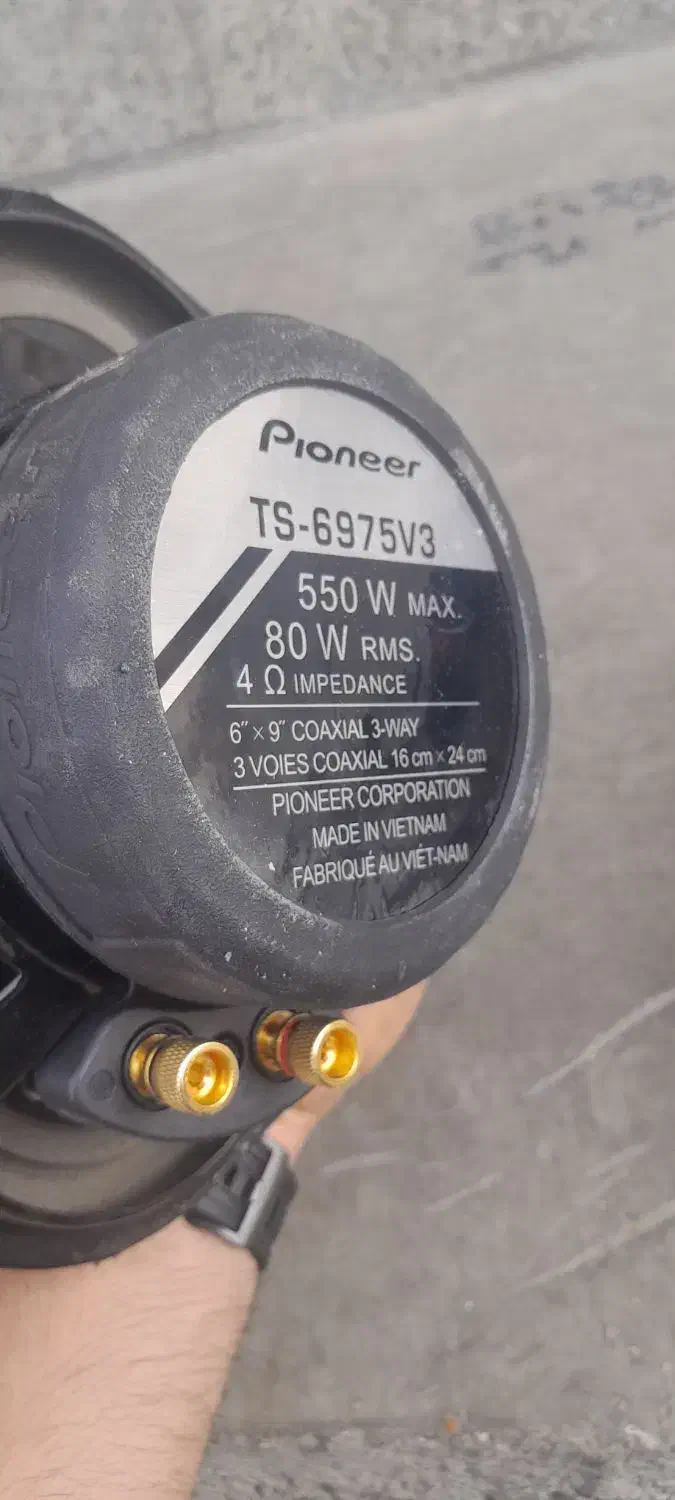 Pioneer
TS-6975V3
550 W MAX.
80 W RMS.
4 Ω IMPEDANCE
6" × 9" COAXIAL 3-WAY
3 VOIES COAXIAL 16 cm × 24 cm
PIONEER CORPORATION
MADE IN VIETNAM
FABRIQUÉ AU VIÉT-NAM